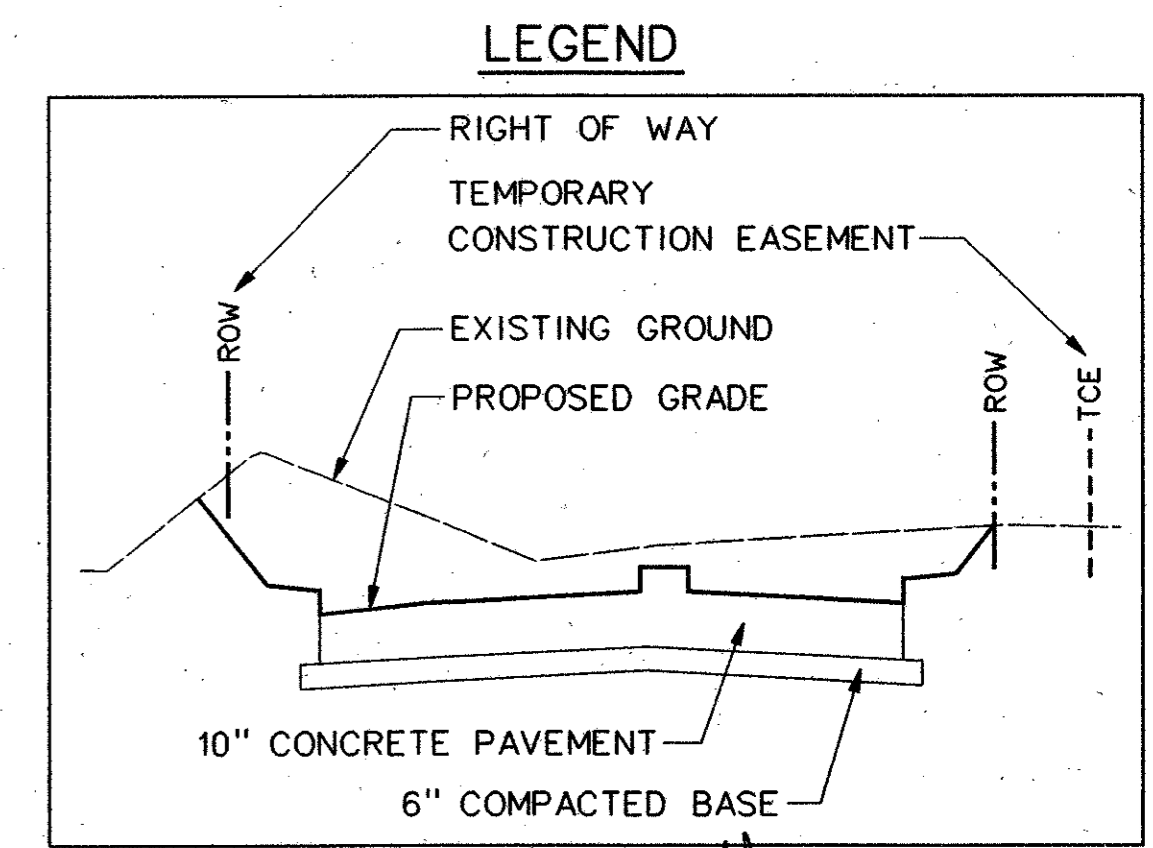 LEGEND
RIGHT OF WAY
TEMPORARY
CONSTRUCTION EASEMENT
ROW
EXISTING GROUND
PROPOSED GRADE
ROW
TCE
10" CONCRETE PAVEMENT
6" COMPACTED BASE